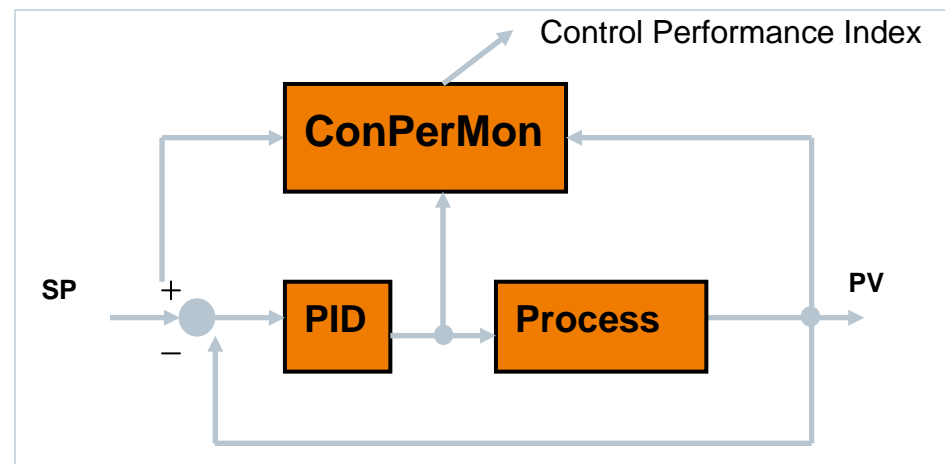 Control Performance Index
ConPerMon
SP
+
PV
PID
Process
−